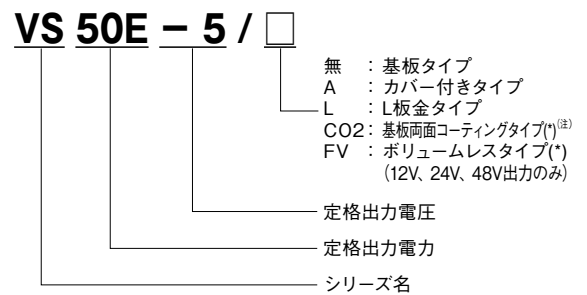 VS 50E － 5 / □
無 ：基板タイプ
A ：カバー付きタイプ
L ：L板金タイプ
CO2：基板両面コーティングタイプ(*)(注)
FV ：ボリュームレスタイプ(*)
(12V、24V、48V出力のみ)
定格出力電圧
定格出力電力
シリーズ名